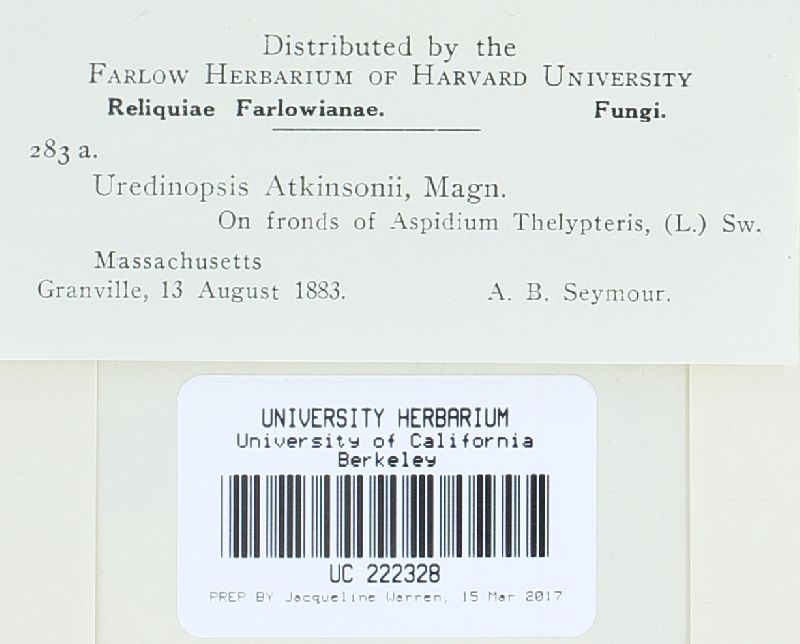 Distributed by the
Farlow Herbarium of Harvard University
Reliquiae Farlowianae. Fungi.
283 a.
Uredinopsis Atkinsonii, Magn.
On fronds of Aspidium Thelypteris, (L.) Sw.
Massachusetts
Granville, 13 August 1883. A. B. Seymour.
UNIVERSITY HERBARIUM
University of California
Berkeley
UC 222328
PREP BY Jacqueline Warren, 15 Mar 2017